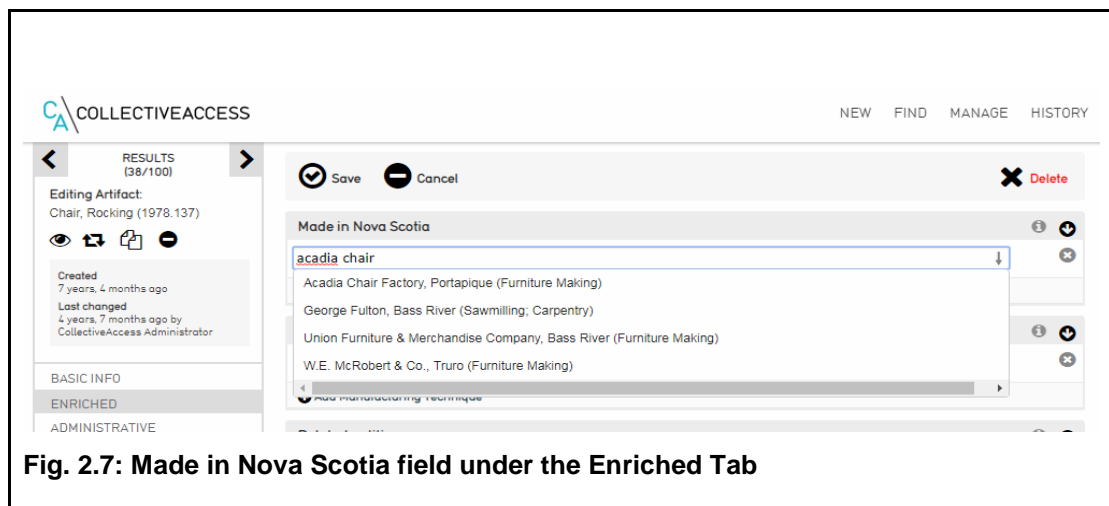 CA COLLECTIVEACCESS
NEW FIND MANAGE HISTORY
RESULTS
(38/100)
Editing Artifact:
Chair, Rocking (1978.137)
Created
7 years, 4 months ago
Last changed
4 years, 7 months ago by
CollectiveAccess Administrator
BASIC INFO
ENRICHED
ADMINISTRATIVE
Save Cancel Delete
Made in Nova Scotia
acadia chair
Acadia Chair Factory, Portapique (Furniture Making)
George Fulton, Bass River (Sawmilling; Carpentry)
Union Furniture & Merchandise Company, Bass River (Furniture Making)
W.E. McRobert & Co., Truro (Furniture Making)
Fig. 2.7: Made in Nova Scotia field under the Enriched Tab